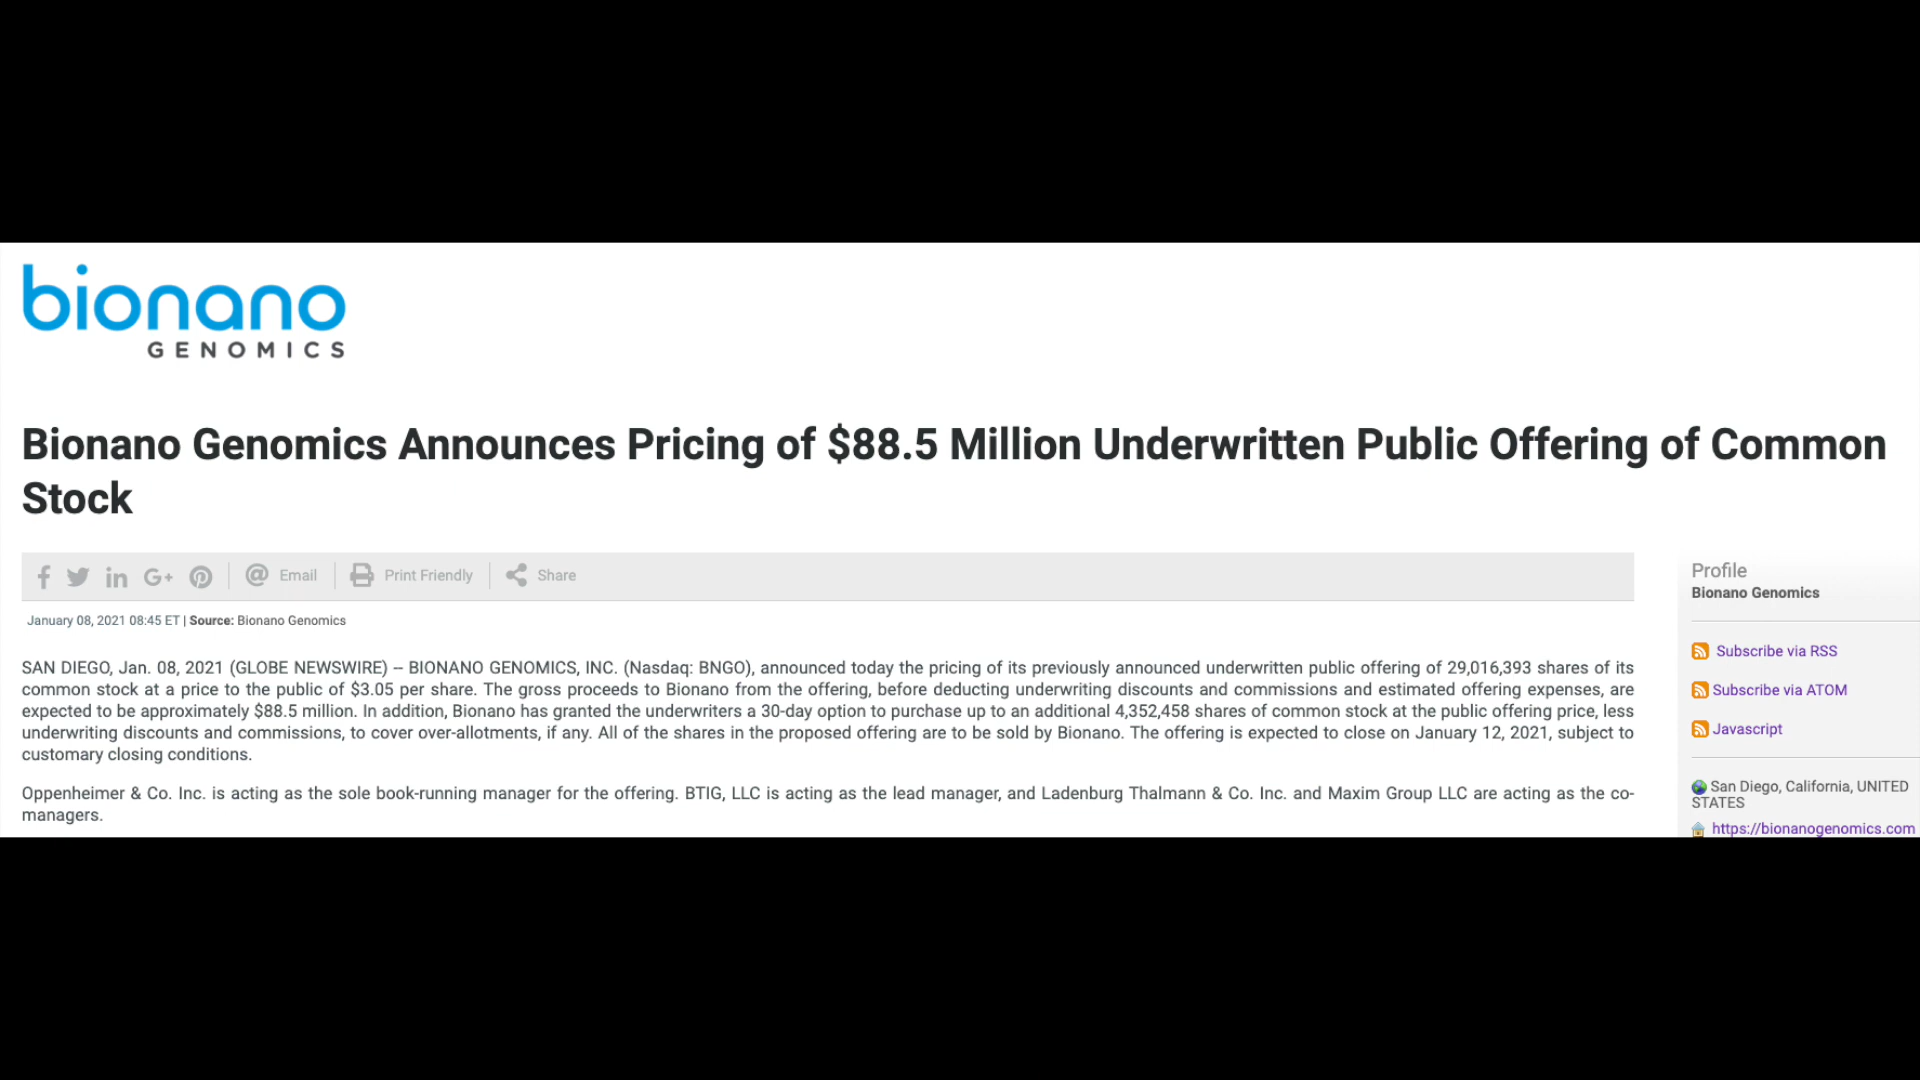 bionano
GENOMICS
Bionano Genomics Announces Pricing of $88.5 Million Underwritten Public Offering of Common
Stock
Email
Print Friendly
Share
January 08, 2021 08:45 ET | Source: Bionano Genomics
SAN DIEGO, Jan. 08, 2021 (GLOBE NEWSWIRE) -- BIONANO GENOMICS, INC. (Nasdaq: BNGO), announced today the pricing of its previously announced underwritten public offering of 29,016,393 shares of its
common stock at a price to the public of $3.05 per share. The gross proceeds to Bionano from the offering, before deducting underwriting discounts and commissions and estimated offering expenses, are
expected to be approximately $88.5 million. In addition, Bionano has granted the underwriters a 30-day option to purchase up to an additional 4,352,458 shares of common stock at the public offering price, less
underwriting discounts and commissions, to cover over-allotments, if any. All of the shares in the proposed offering are to be sold by Bionano. The offering is expected to close on January 12, 2021, subject to
customary closing conditions.
Oppenheimer & Co. Inc. is acting as the sole book-running manager for the offering. BTIG, LLC is acting as the lead manager, and Ladenburg Thalmann & Co. Inc. and Maxim Group LLC are acting as the co-
managers.
Profile
Bionano Genomics
Subscribe via RSS
Subscribe via ATOM
Javascript
San Diego, California, UNITED
STATES
https://bionanogenomics.com